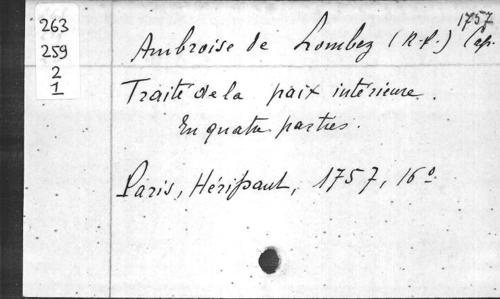 263
259
2
1
1757
Ambroise de Lombez (R.P.) Cap.
Traité de la paix intérieure.
En quatre parties.
Paris, Hérissant, 1757, 16°